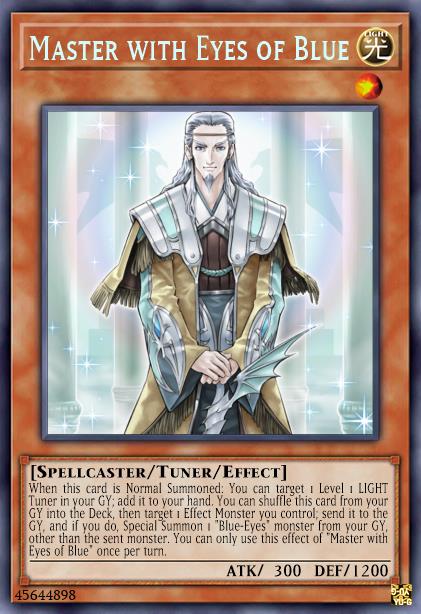 MASTER WITH EYES OF BLUE
LIGHT
光
[SPELLCASTER/TUNER/EFFECT]
When this card is Normal Summoned: You can target 1 Level 1 LIGHT
Tuner in your GY; add it to your hand. You can shuffle this card from your
GY into the Deck, then target 1 Effect Monster you control; send it to the
GY, and if you do, Special Summon 1 "Blue-Eyes" monster from your GY,
other than the sent monster. You can only use this effect of "Master with
Eyes of Blue" once per turn.
ATK/ 300 DEF/1200
45644898